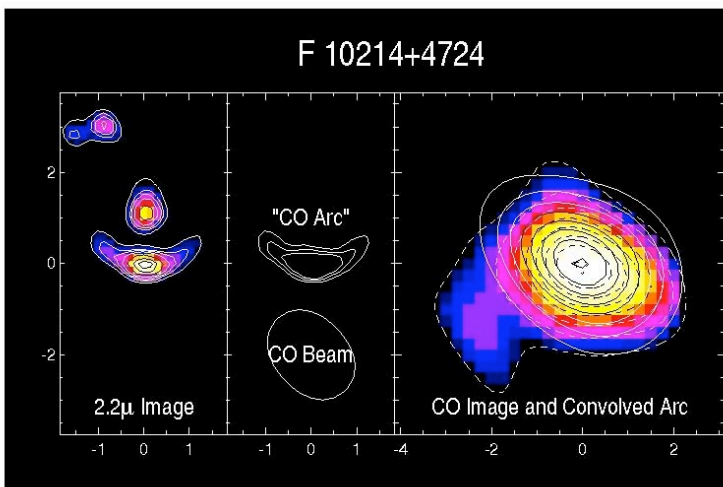 F 10214+4724
2
0
-2
"CO Arc"
CO Beam
2.2μ Image
CO Image and Convolved Arc
-1 0 1
-1 0 1
-4 -2 0 2